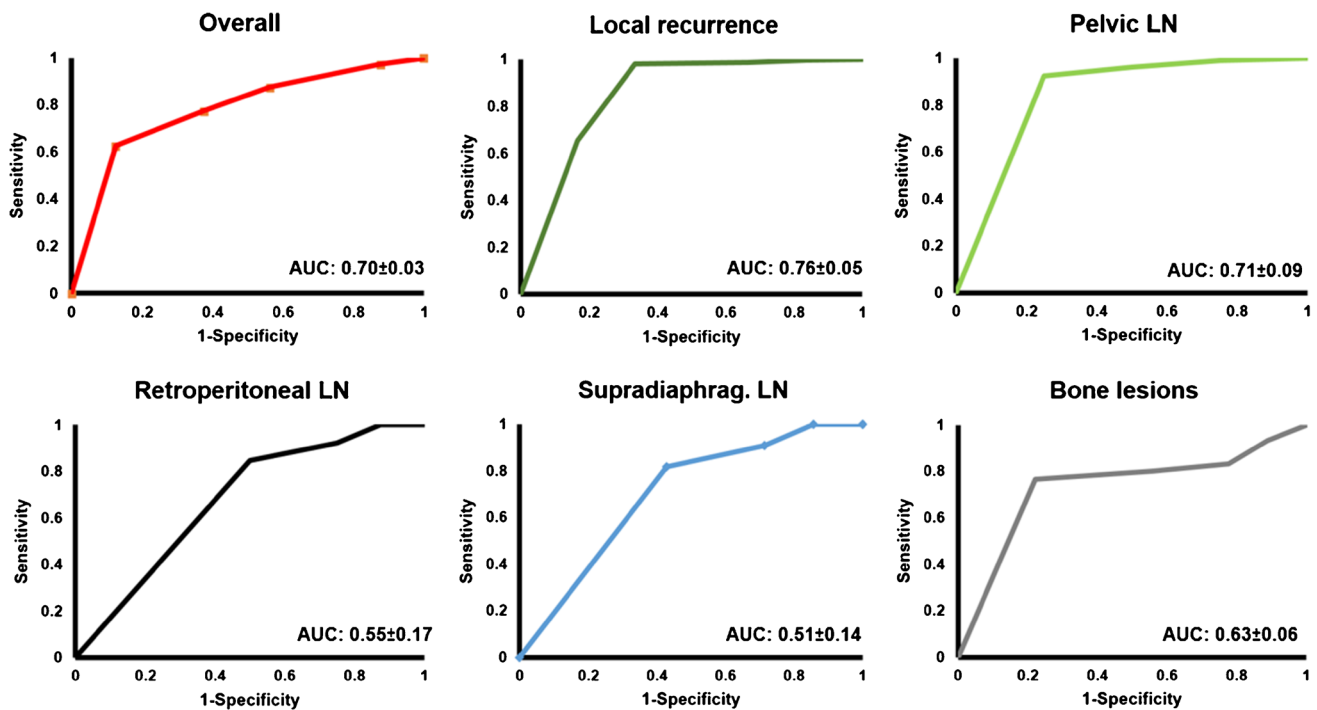 Overall
1
0.8
0.6
0.4
0.2
0
Sensitivity
AUC: 0.70±0.03
0 0.2 0.4 0.6 0.8 1
1-Specificity
Local recurrence
1
0.8
0.6
0.4
0.2
0
Sensitivity
AUC: 0.76±0.05
0 0.2 0.4 0.6 0.8 1
1-Specificity
Pelvic LN
1
0.8
0.6
0.4
0.2
0
Sensitivity
AUC: 0.71±0.09
0 0.2 0.4 0.6 0.8 1
1-Specificity
Retroperitoneal LN
1
0.8
0.6
0.4
0.2
0
Sensitivity
AUC: 0.55±0.17
0 0.2 0.4 0.6 0.8 1
1-Specificity
Supradiaphrag. LN
1
0.8
0.6
0.4
0.2
0
Sensitivity
AUC: 0.51±0.14
0 0.2 0.4 0.6 0.8 1
1-Specificity
Bone lesions
1
0.8
0.6
0.4
0.2
0
Sensitivity
AUC: 0.63±0.06
0 0.2 0.4 0.6 0.8 1
1-Specificity